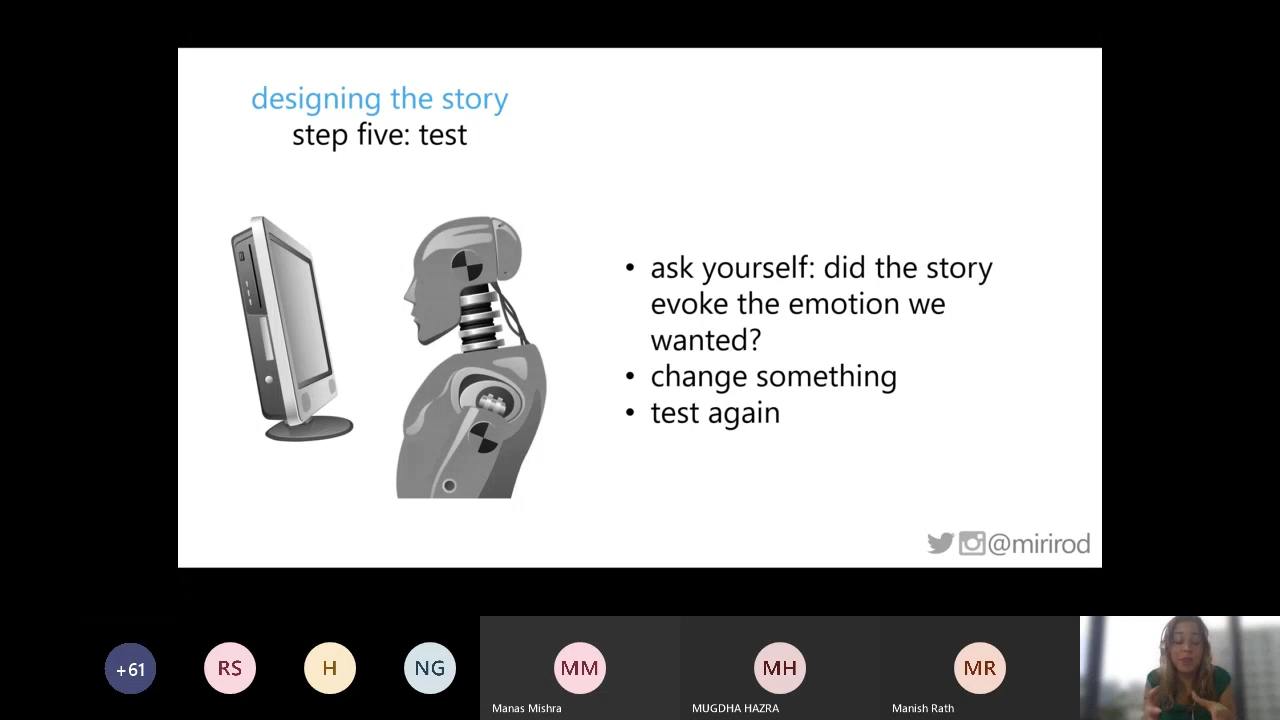 designing the story
step five: test
• ask yourself: did the story
evoke the emotion we
wanted?
• change something
• test again
@mirirod
+61
RS
H
NG
MM
MH
MR
Manas Mishra
MUGDHA HAZRA
Manish Rath